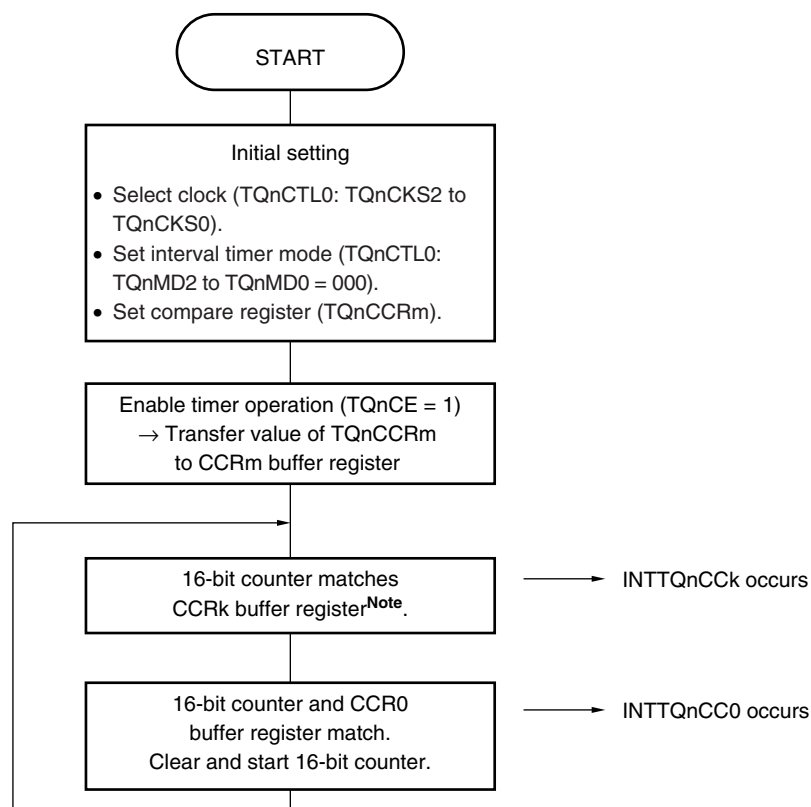 START
Initial setting
• Select clock (TQnCTL0: TQnCKS2 to
TQnCKS0).
• Set interval timer mode (TQnCTL0:
TQnMD2 to TQnMD0 = 000).
• Set compare register (TQnCCRm).
Enable timer operation (TQnCE = 1)
→ Transfer value of TQnCCRm
to CCRm buffer register
16-bit counter matches
CCRk buffer registerNote.
INTTQnCCk occurs
16-bit counter and CCR0
buffer register match.
Clear and start 16-bit counter.
INTTQnCC0 occurs